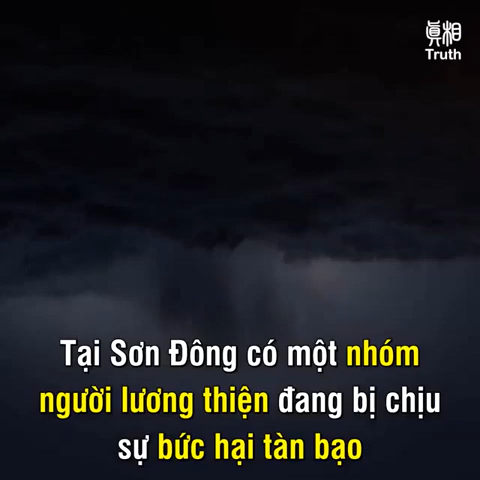 眞相
Truth
Tại Sơn Đông có một nhóm
người lương thiện đang bị chịu
sự bức hại tàn bạo